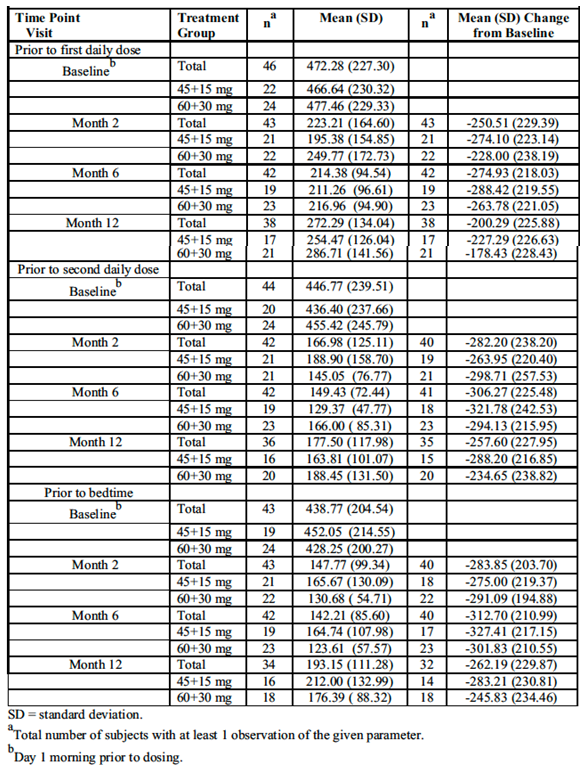 Time Point Treatment n^a Mean (SD) n^a Mean (SD) Change
Visit Group from Baseline
Prior to first daily dose
Baseline^b Total 46 472.28 (227.30)
45+15 mg 22 466.64 (230.32)
60+30 mg 24 477.46 (229.33)
Month 2 Total 43 223.21 (164.60) 43 -250.51 (229.39)
45+15 mg 21 195.38 (154.85) 21 -274.10 (223.14)
60+30 mg 22 249.77 (172.73) 22 -228.00 (238.19)
Month 6 Total 42 214.38 (94.54) 42 -274.93 (218.03)
45+15 mg 19 211.26 (96.61) 19 -288.42 (219.55)
60+30 mg 23 216.96 (94.90) 23 -263.78 (221.05)
Month 12 Total 38 272.29 (134.04) 38 -200.29 (225.88)
45+15 mg 17 254.47 (126.04) 17 -227.29 (226.63)
60+30 mg 21 286.71 (141.56) 21 -178.43 (228.43)
Prior to second daily dose
Baseline^b Total 44 446.77 (239.51)
45+15 mg 20 436.40 (237.66)
60+30 mg 24 455.42 (245.79)
Month 2 Total 42 166.98 (125.11) 40 -282.20 (238.20)
45+15 mg 21 188.90 (158.70) 19 -263.95 (220.40)
60+30 mg 21 145.05 (76.77) 21 -298.71 (257.53)
Month 6 Total 42 149.43 (72.44) 41 -306.27 (225.48)
45+15 mg 19 129.37 (47.77) 18 -321.78 (242.53)
60+30 mg 23 166.00 ( 85.31) 23 -294.13 (215.95)
Month 12 Total 36 177.50 (117.98) 35 -257.60 (227.95)
45+15 mg 16 163.81 (101.07) 15 -288.20 (216.85)
60+30 mg 20 188.45 (131.50) 20 -234.65 (238.82)
Prior to bedtime
Baseline^b Total 43 438.77 (204.54)
45+15 mg 19 452.05 (214.55)
60+30 mg 24 428.25 (200.27)
Month 2 Total 43 147.77 (99.34) 40 -283.85 (203.70)
45+15 mg 21 165.67 (130.09) 18 -275.00 (219.37)
60+30 mg 22 130.68 ( 54.71) 22 -291.09 (194.88)
Month 6 Total 42 142.21 (85.60) 40 -312.70 (210.99)
45+15 mg 19 164.74 (107.98) 17 -327.41 (217.15)
60+30 mg 23 123.61 (57.57) 23 -301.83 (210.55)
Month 12 Total 34 193.15 (111.28) 32 -262.19 (229.87)
45+15 mg 16 212.00 (132.99) 14 -283.21 (230.81)
60+30 mg 18 176.39 ( 88.32) 18 -245.83 (234.46)
SD = standard deviation.
^aTotal number of subjects with at least 1 observation of the given parameter.
^bDay 1 morning prior to dosing.